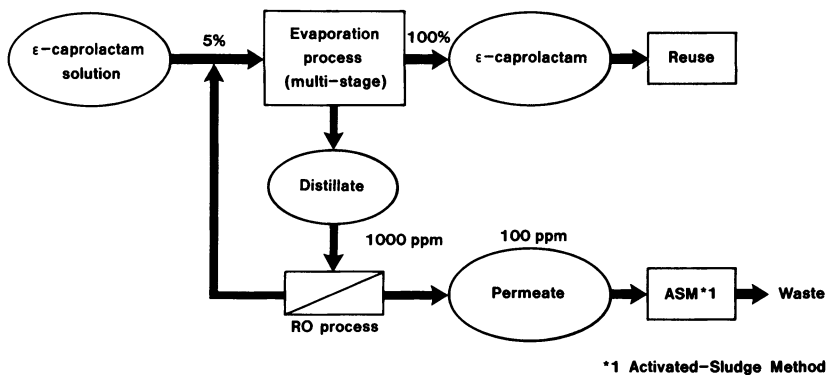 ε-caprolactam
solution
5%
Evaporation
process
(multi-stage)
100%
ε-caprolactam
Reuse
Distillate
1000 ppm
RO process
100 ppm
Permeate
ASM*1
Waste
*1 Activated-Sludge Method